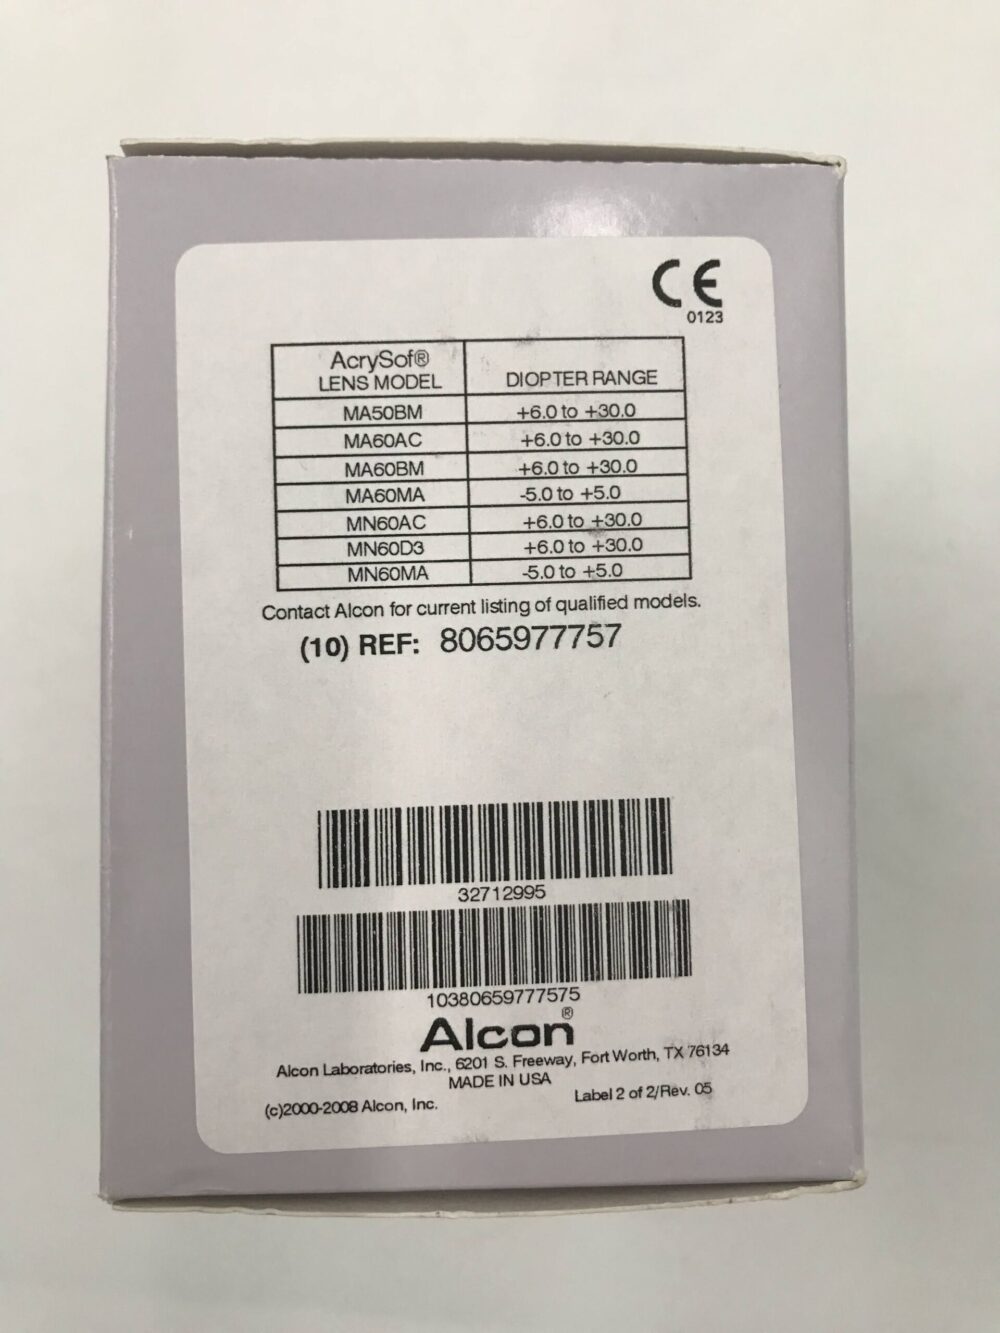 CE
0123
AcrySof®
LENS MODEL DIOPTER RANGE
MA50BM +6.0 to +30.0
MA60AC +6.0 to +30.0
MA60BM +6.0 to +30.0
MA60MA -5.0 to +5.0
MN60AC +6.0 to +30.0
MN60D3 +6.0 to +30.0
MN60MA -5.0 to +5.0
Contact Alcon for current listing of qualified models.
(10) REF: 8065977757
32712995
10380659777575
Alcon®
Alcon Laboratories, Inc., 6201 S. Freeway, Fort Worth, TX 76134
MADE IN USA
(c)2000-2008 Alcon, Inc. Label 2 of 2/Rev. 05